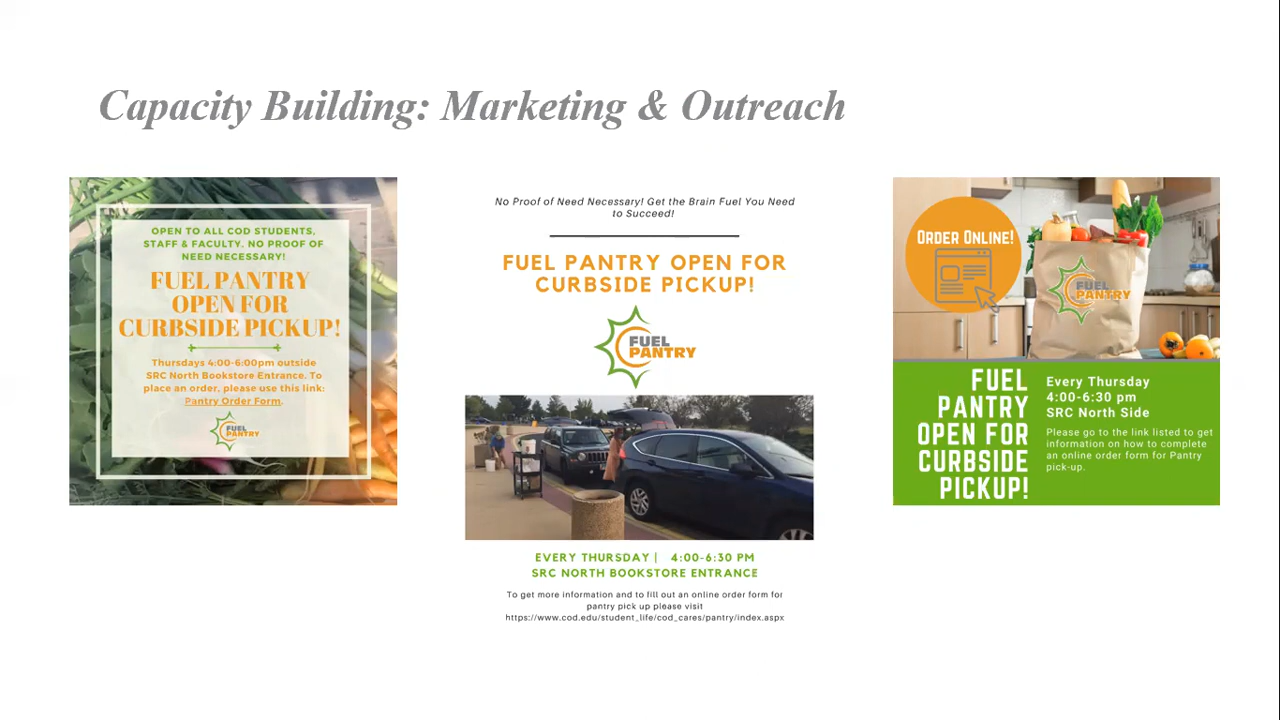 Capacity Building: Marketing & Outreach
OPEN TO ALL COD STUDENTS,
STAFF & FACULTY. NO PROOF OF
NEED NECESSARY!
FUEL PANTRY
OPEN FOR
CURBSIDE PICKUP!
Thursdays 4:00-6:00pm outside
SRC North Bookstore Entrance. To
place an order, please use this link:
Pantry Order Form.
FUEL
PANTRY
No Proof of Need Necessary! Get the Brain Fuel You Need
to Succeed!
FUEL PANTRY OPEN FOR
CURBSIDE PICKUP!
FUEL
PANTRY
EVERY THURSDAY | 4:00-6:30 PM
SRC NORTH BOOKSTORE ENTRANCE
To get more information and to fill out an online order form for
pantry pick up please visit
https://www.cod.edu/student_life/cod_cares/pantry/index.aspx
ORDER ONLINE!
FUEL
PANTRY
FUEL
PANTRY
OPEN FOR
CURBSIDE
PICKUP!
Every Thursday
4:00-6:30 pm
SRC North Side
Please go to the link listed to get
information on how to complete
an online order form for Pantry
pick-up.